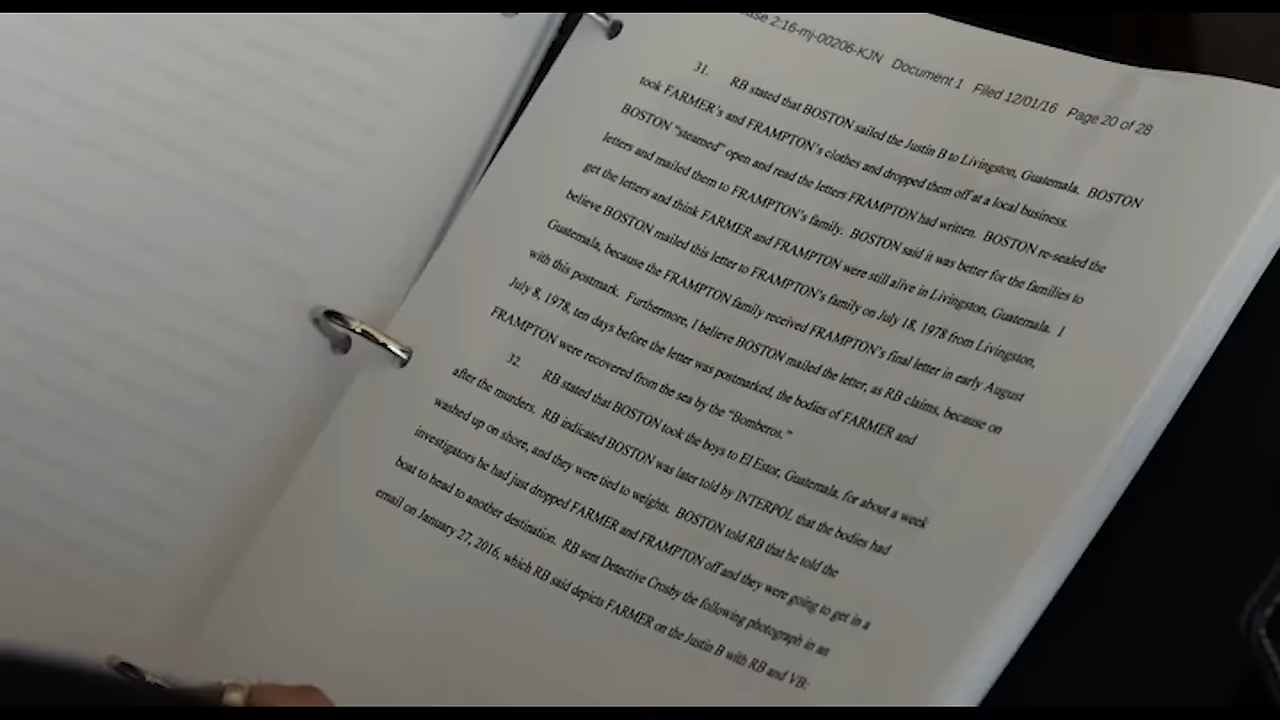 ase 2:16-mj-00206-KJN Document 1 Filed 12/01/16 Page 20 of 28
31. RB stated that BOSTON sailed the Justin B to Livingston, Guatemala. BOSTON
took FARMER's and FRAMPTON's clothes and dropped them off at a local business.
BOSTON "steamed" open and read the letters FRAMPTON had written. BOSTON re-sealed the
letters and mailed them to FRAMPTON's family. BOSTON said it was better for the families to
get the letters and think FARMER and FRAMPTON were still alive in Livingston, Guatemala. I
believe BOSTON mailed this letter to FRAMPTON's family on July 18, 1978 from Livingston,
Guatemala, because the FRAMPTON family received FRAMPTON's final letter in early August
with this postmark. Furthermore, I believe BOSTON mailed the letter, as RB claims, because on
July 8, 1978, ten days before the letter was postmarked, the bodies of FARMER and
FRAMPTON were recovered from the sea by the "Bomberos."
32. RB stated that BOSTON took the boys to El Estor, Guatemala, for about a week
after the murders. RB indicated BOSTON was later told by INTERPOL that the bodies had
washed up on shore, and they were tied to weights. BOSTON told RB that he told the
investigators he had just dropped FARMER and FRAMPTON off and they were going to get in a
boat to head to another destination. RB sent Detective Crosby the following photograph in an
email on January 27, 2016, which RB said depicts FARMER on the Justin B with RB and VB: